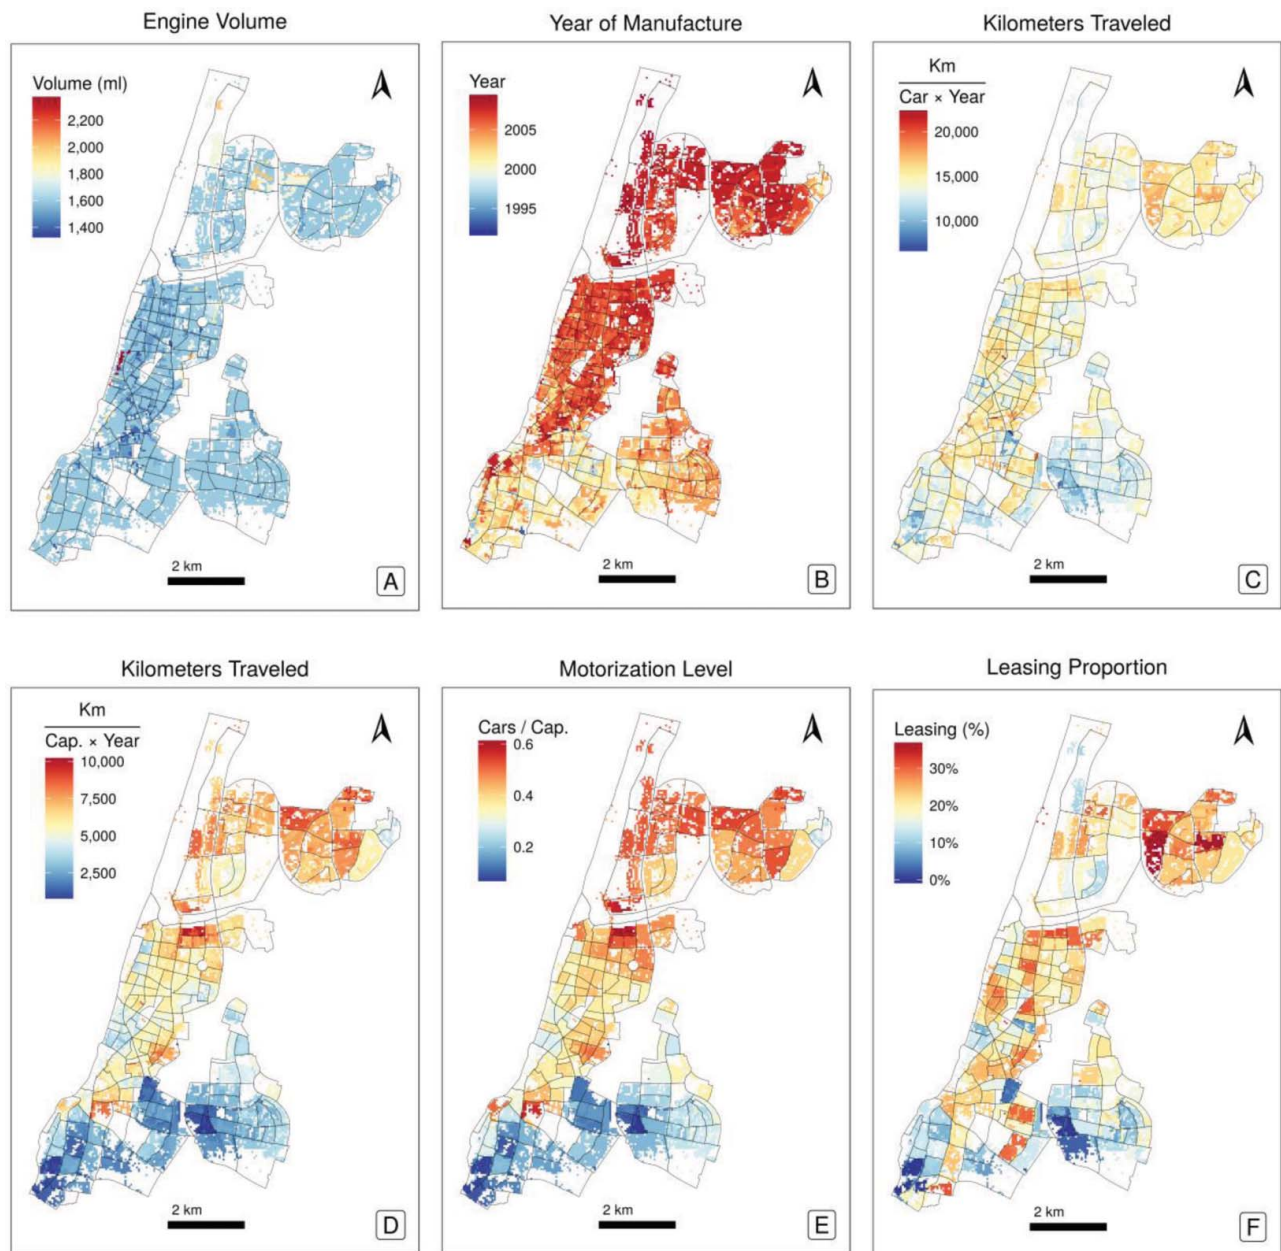 Engine Volume
Volume (ml)
2,200
2,000
1,800
1,600
1,400
2 km
A
Year of Manufacture
Year
2005
2000
1995
2 km
B
Kilometers Traveled
Km
Car × Year
20,000
15,000
10,000
2 km
C
Kilometers Traveled
Km
Cap. × Year
10,000
7,500
5,000
2,500
2 km
D
Motorization Level
Cars / Cap.
0.6
0.4
0.2
2 km
E
Leasing Proportion
Leasing (%)
30%
20%
10%
0%
2 km
F